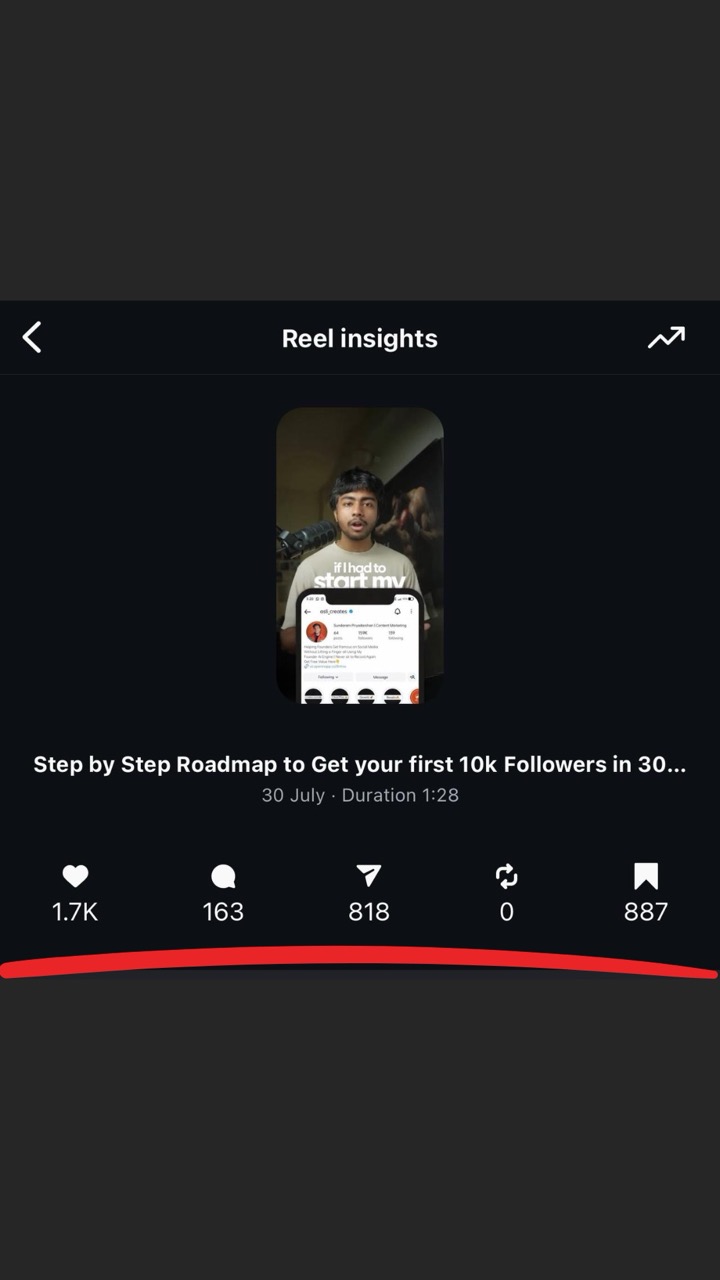 Reel insights
if I had to
start my
esii_creates
Following
Message
Step by Step Roadmap to Get your first 10k Followers in 30...
30 July · Duration 1:28
1.7K 163 818 0 887